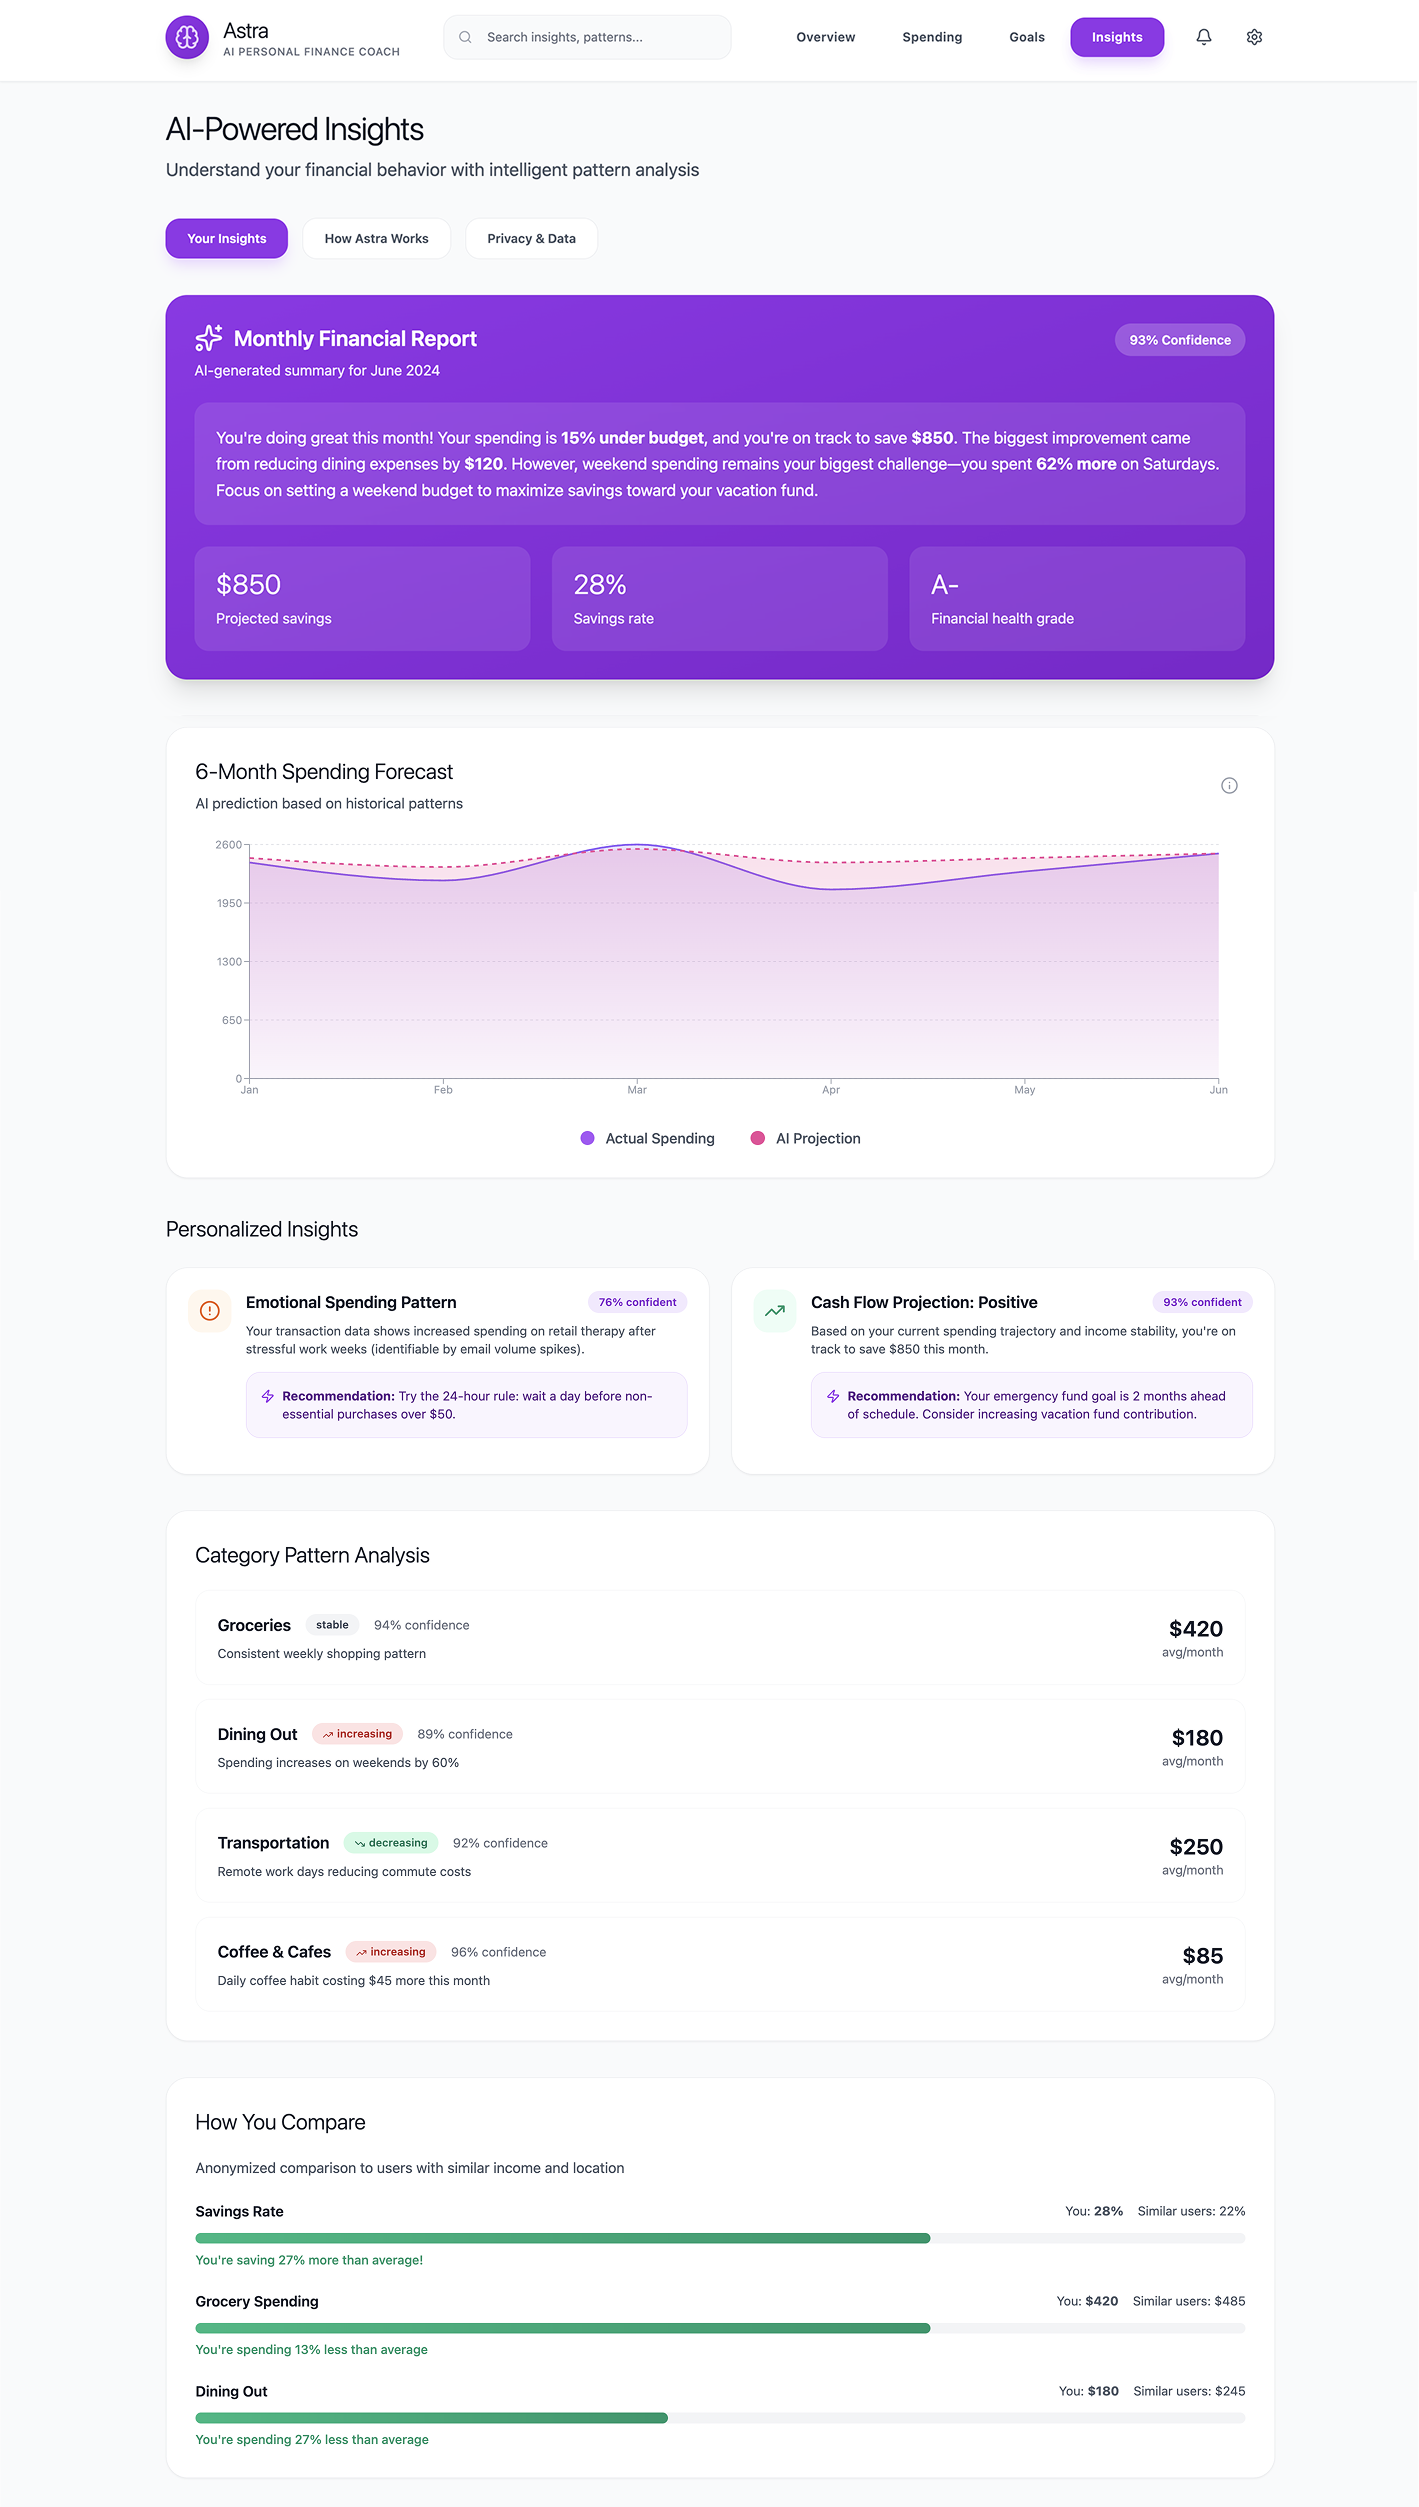 Astra
AI PERSONAL FINANCE COACH
Search insights, patterns...
Overview
Spending
Goals
Insights
AI-Powered Insights
Understand your financial behavior with intelligent pattern analysis
Your Insights
How Astra Works
Privacy & Data
Monthly Financial Report
93% Confidence
AI-generated summary for June 2024
You're doing great this month! Your spending is 15% under budget, and you're on track to save $850. The biggest improvement came
from reducing dining expenses by $120. However, weekend spending remains your biggest challenge—you spent 62% more on Saturdays.
Focus on setting a weekend budget to maximize savings toward your vacation fund.
$850
Projected savings
28%
Savings rate
A-
Financial health grade
6-Month Spending Forecast
AI prediction based on historical patterns
2600
1950
1300
650
0
Jan
Feb
Mar
Apr
May
Jun
Actual Spending
AI Projection
Personalized Insights
Emotional Spending Pattern
76% confident
Your transaction data shows increased spending on retail therapy after
stressful work weeks (identifiable by email volume spikes).
Recommendation: Try the 24-hour rule: wait a day before non-
essential purchases over $50.
Cash Flow Projection: Positive
93% confident
Based on your current spending trajectory and income stability, you're on
track to save $850 this month.
Recommendation: Your emergency fund goal is 2 months ahead
of schedule. Consider increasing vacation fund contribution.
Category Pattern Analysis
Groceries
stable
94% confidence
Consistent weekly shopping pattern
$420
avg/month
Dining Out
increasing
89% confidence
Spending increases on weekends by 60%
$180
avg/month
Transportation
decreasing
92% confidence
Remote work days reducing commute costs
$250
avg/month
Coffee & Cafes
increasing
96% confidence
Daily coffee habit costing $45 more this month
$85
avg/month
How You Compare
Anonymized comparison to users with similar income and location
Savings Rate
You: 28%
Similar users: 22%
You're saving 27% more than average!
Grocery Spending
You: $420
Similar users: $485
You're spending 13% less than average
Dining Out
You: $180
Similar users: $245
You're spending 27% less than average